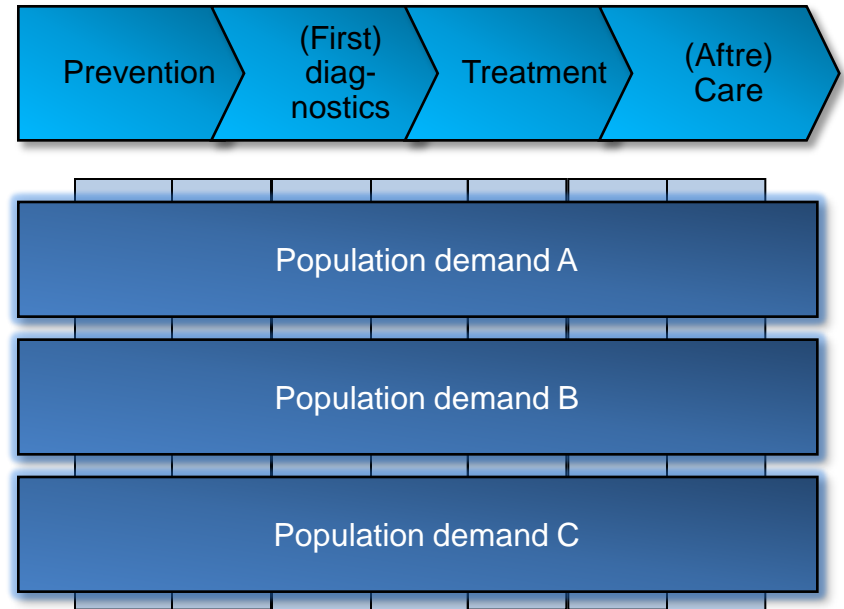 Prevention
(First)
diag-
nostics
Treatment
(Aftre)
Care
Population demand A
Population demand B
Population demand C